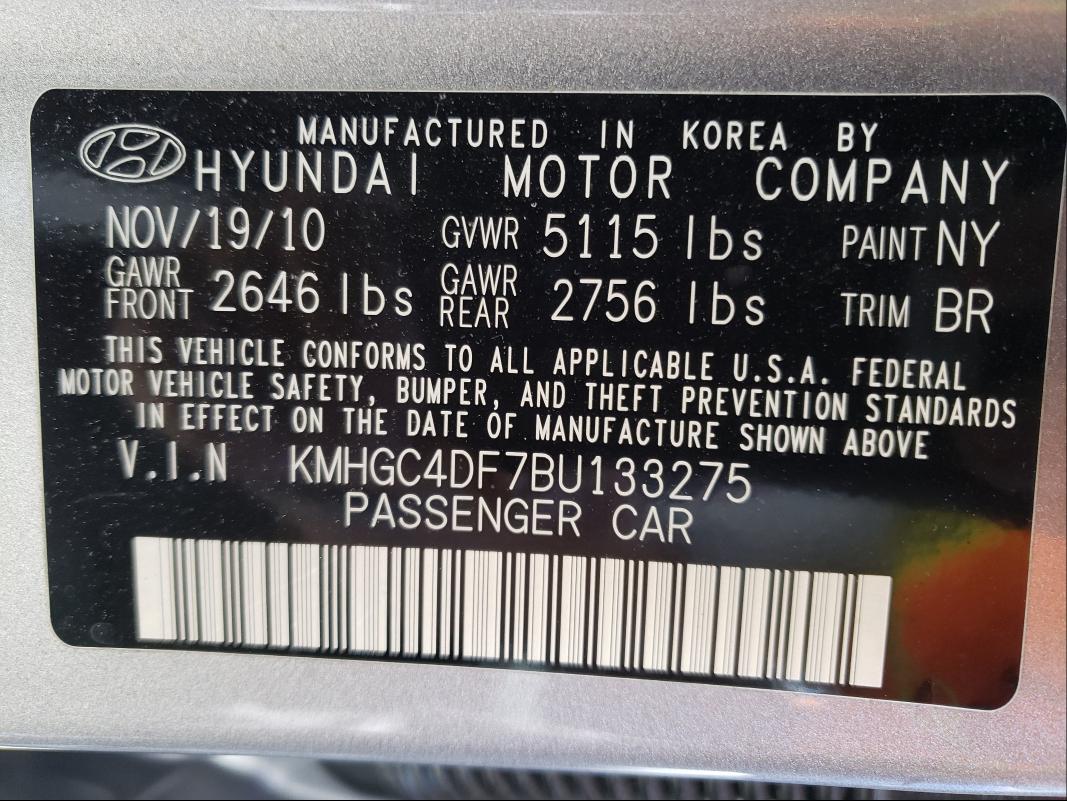 MANUFACTURED IN KOREA BY
HYUNDAI MOTOR COMPANY
NOV/19/10 GVWR 5115 lbs PAINT NY
GAWR FRONT 2646 lbs GAWR REAR 2756 lbs TRIM BR
THIS VEHICLE CONFORMS TO ALL APPLICABLE U.S.A. FEDERAL
MOTOR VEHICLE SAFETY, BUMPER, AND THEFT PREVENTION STANDARDS
IN EFFECT ON THE DATE OF MANUFACTURE SHOWN ABOVE
V.I.N KMHGC4DF7BU133275
PASSENGER CAR